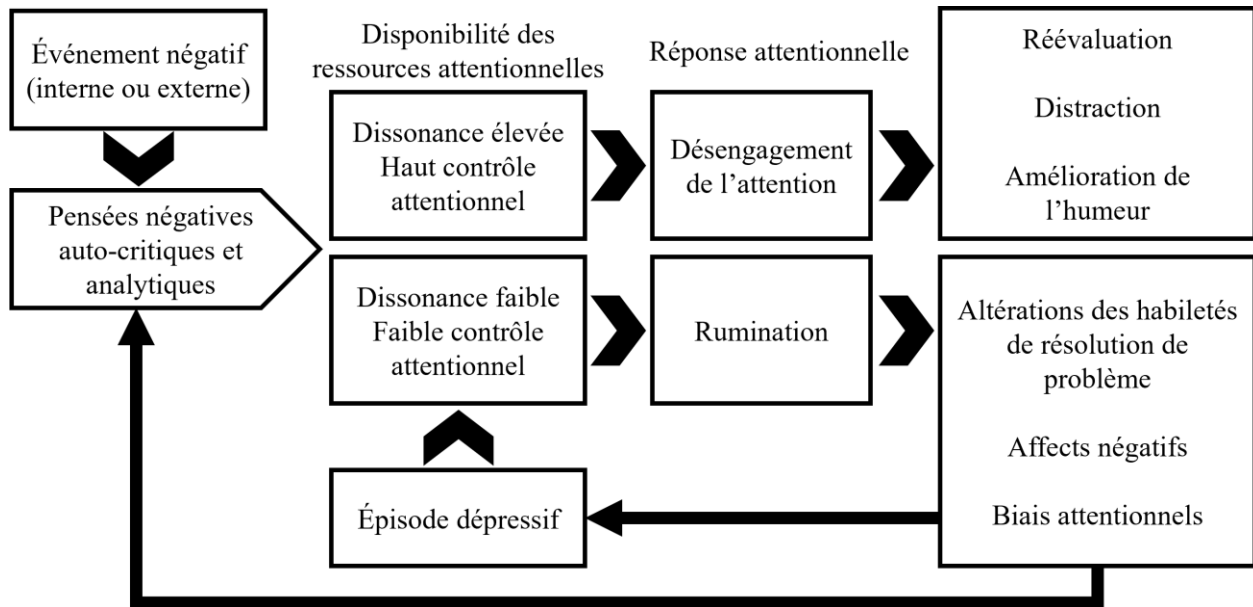 Événement négatif
(interne ou externe)
Pensées négatives
auto-critiques et
analytiques
Disponibilité des
ressources attentionnelles
Dissonance élevée
Haut contrôle
attentionnel
Dissonance faible
Faible contrôle
attentionnel
Épisode dépressif
Réponse attentionnelle
Désengagement
de l’attention
Rumination
Réévaluation
Distraction
Amélioration de
l’humeur
Altérations des habiletés
de résolution de
problème
Affects négatifs
Biais attentionnels